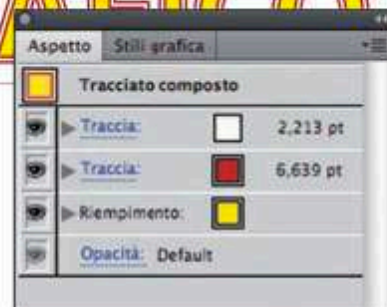 Aspetto Stili grafica
Tracciato composto
Traccia: 2,213 pt
Traccia: 6,639 pt
Riempimento:
Opacità: Default